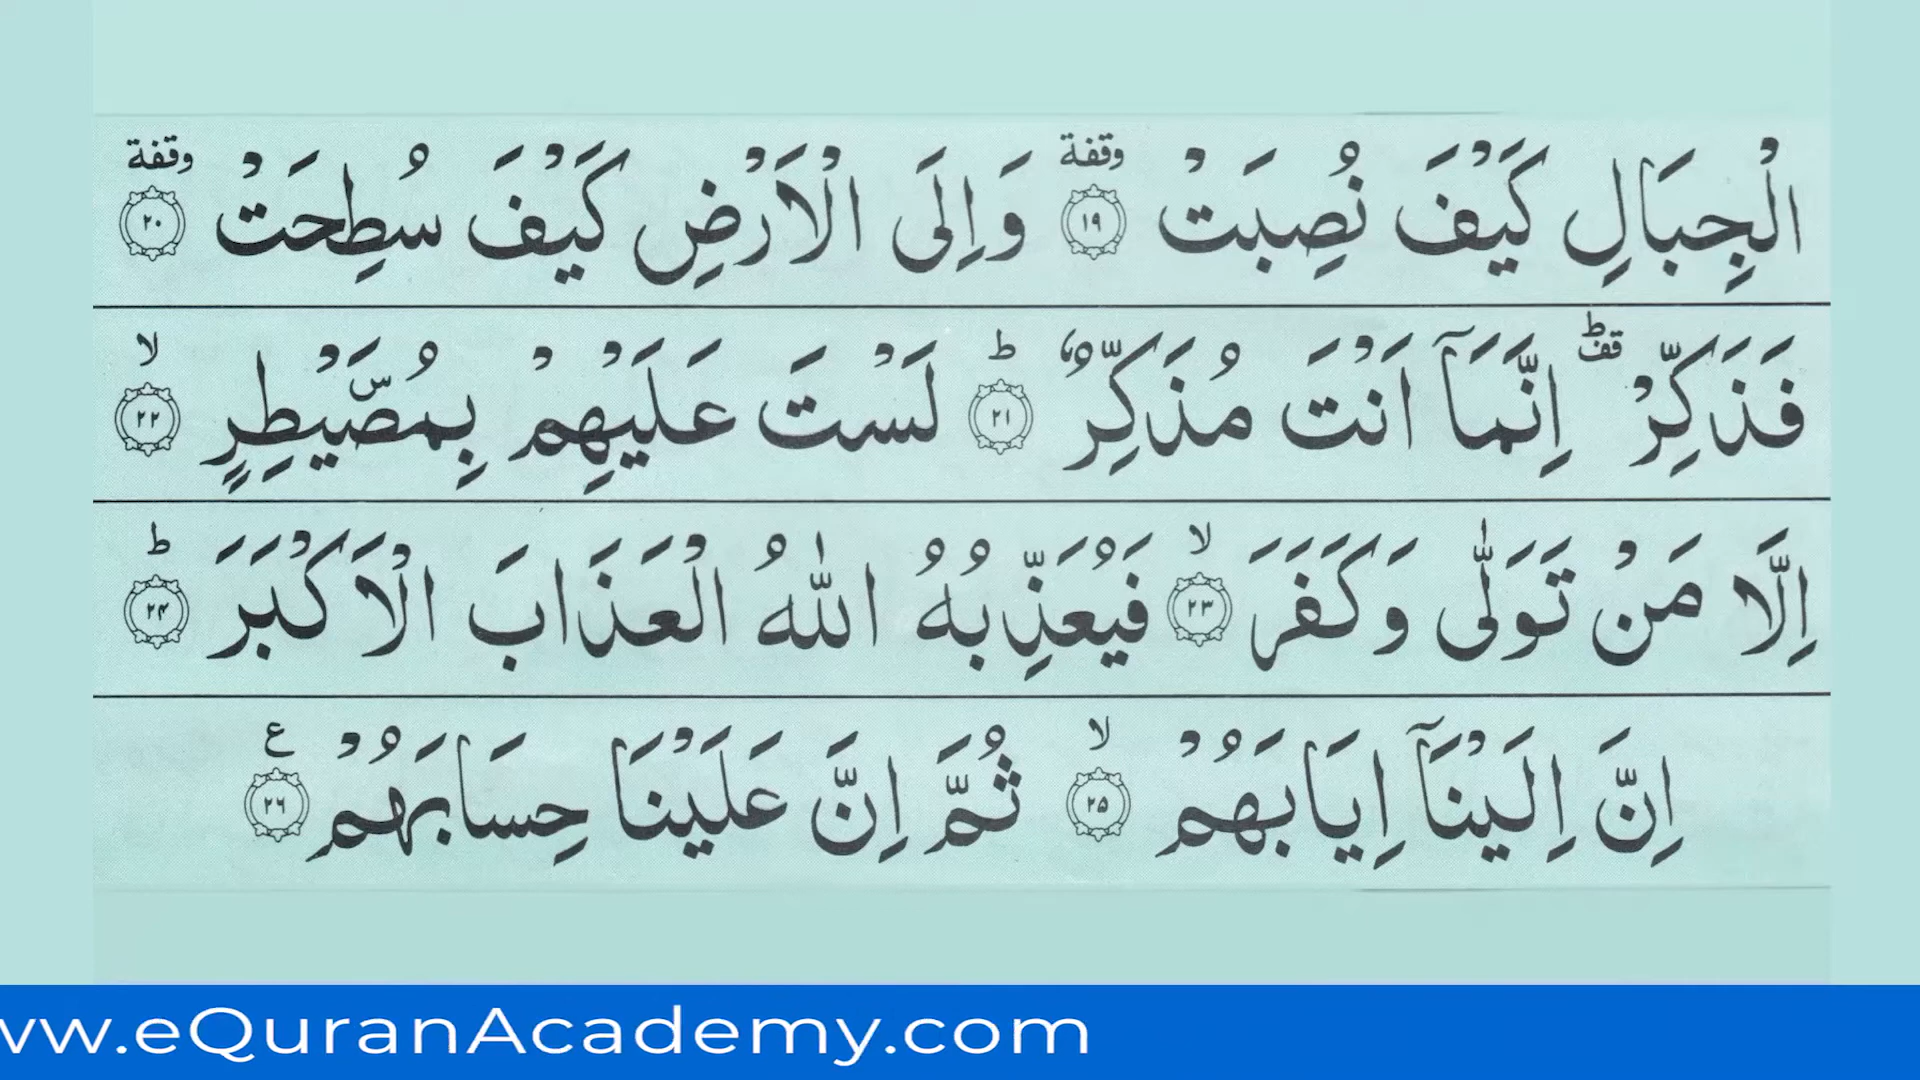 الْجِبَالِ كَيْفَ نُصِبَتْ وقفة ۝١٩ وَاِلَى الْاَرْضِ كَيْفَ سُطِحَتْ وقفة ۝٢٠
فَذَكِّرْ قف ط اِنَّمَآ اَنْتَ مُذَكِّرٌ ط ۝٢١ لَسْتَ عَلَيْهِمْ بِمُصَۜيْطِرٍ لا ۝٢٢
اِلَّا مَنْ تَوَلّٰى وَكَفَرَ لا ۝٢٣ فَيُعَذِّبُهُ اللّٰهُ الْعَذَابَ الْاَكْبَرَ ط ۝٢٤
اِنَّ اِلَيْنَآ اِيَابَهُمْ لا ۝٢٥ ثُمَّ اِنَّ عَلَيْنَا حِسَابَهُمْ ع ۝٢٦
ww.eQuranAcademy.com